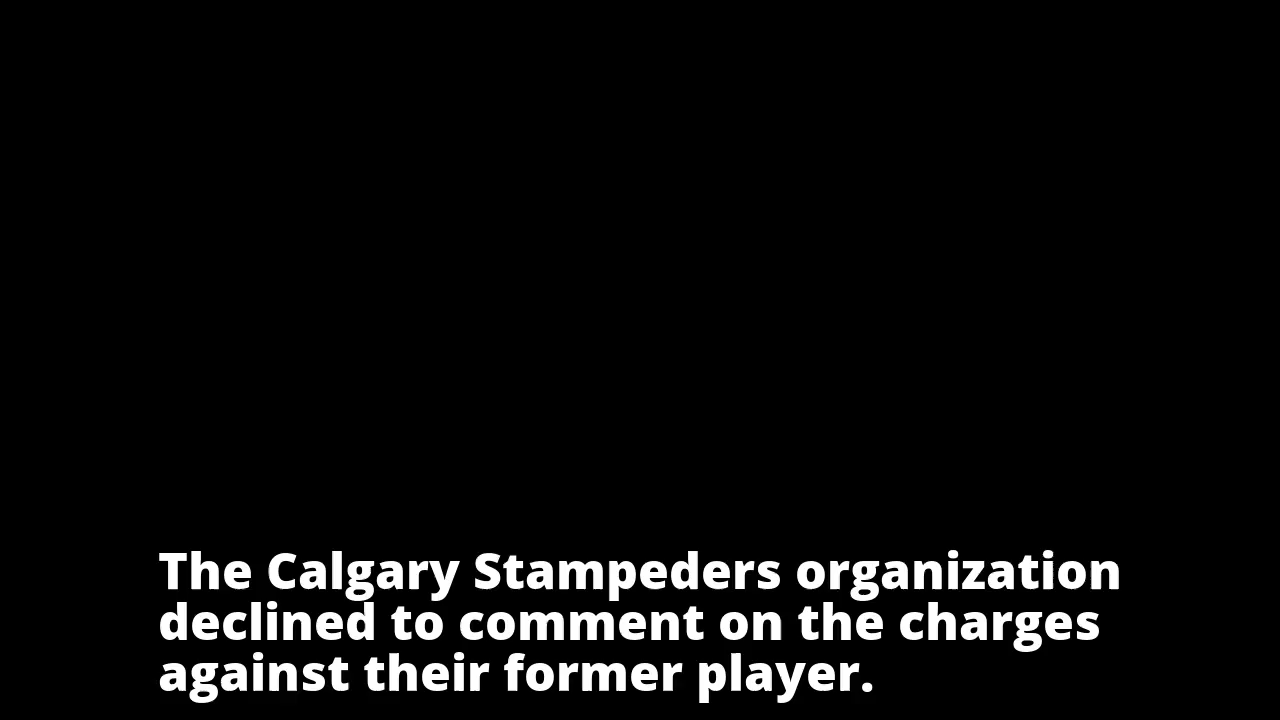 The Calgary Stampeders organization
declined to comment on the charges
against their former player.